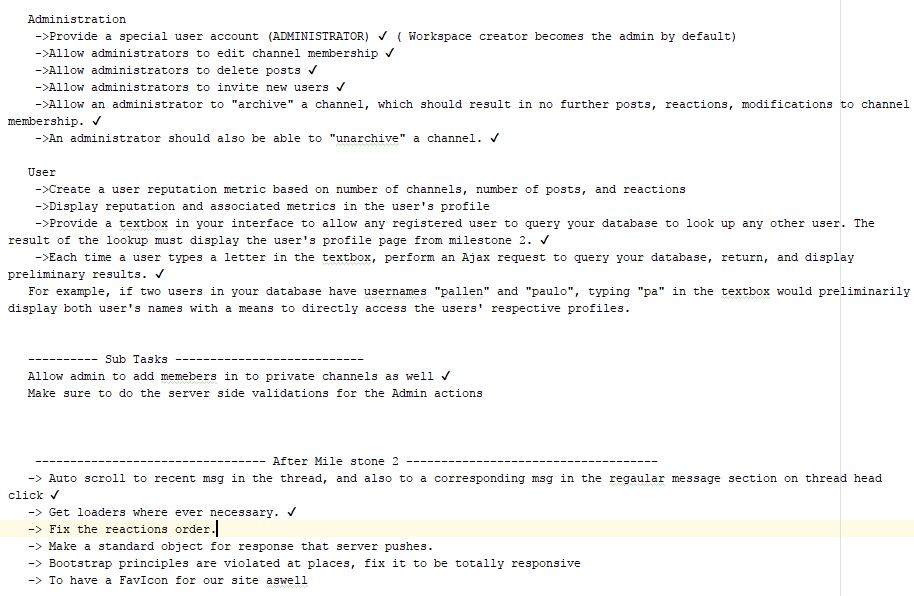 Administration
->Provide a special user account (ADMINISTRATOR) ✓ ( Workspace creator becomes the admin by default)
->Allow administrators to edit channel membership ✓
->Allow administrators to delete posts ✓
->Allow administrators to invite new users ✓
->Allow an administrator to "archive" a channel, which should result in no further posts, reactions, modifications to channel
membership. ✓
->An administrator should also be able to "unarchive" a channel. ✓
User
->Create a user reputation metric based on number of channels, number of posts, and reactions
->Display reputation and associated metrics in the user's profile
->Provide a textbox in your interface to allow any registered user to query your database to look up any other user. The
result of the lookup must display the user's profile page from milestone 2. ✓
->Each time a user types a letter in the textbox, perform an Ajax request to query your database, return, and display
preliminary results. ✓
For example, if two users in your database have usernames "pallen" and "paulo", typing "pa" in the textbox would preliminarily
display both user's names with a means to directly access the users' respective profiles.
---------- Sub Tasks ---------------------------
Allow admin to add memebers in to private channels as well ✓
Make sure to do the server side validations for the Admin actions
--------------------------------- After Mile stone 2 ------------------------------------
-> Auto scroll to recent msg in the thread, and also to a corresponding msg in the regaular message section on thread head
click ✓
-> Get loaders where ever necessary. ✓
-> Fix the reactions order.
-> Make a standard object for response that server pushes.
-> Bootstrap principles are violated at places, fix it to be totally responsive
-> To have a FavIcon for our site aswell